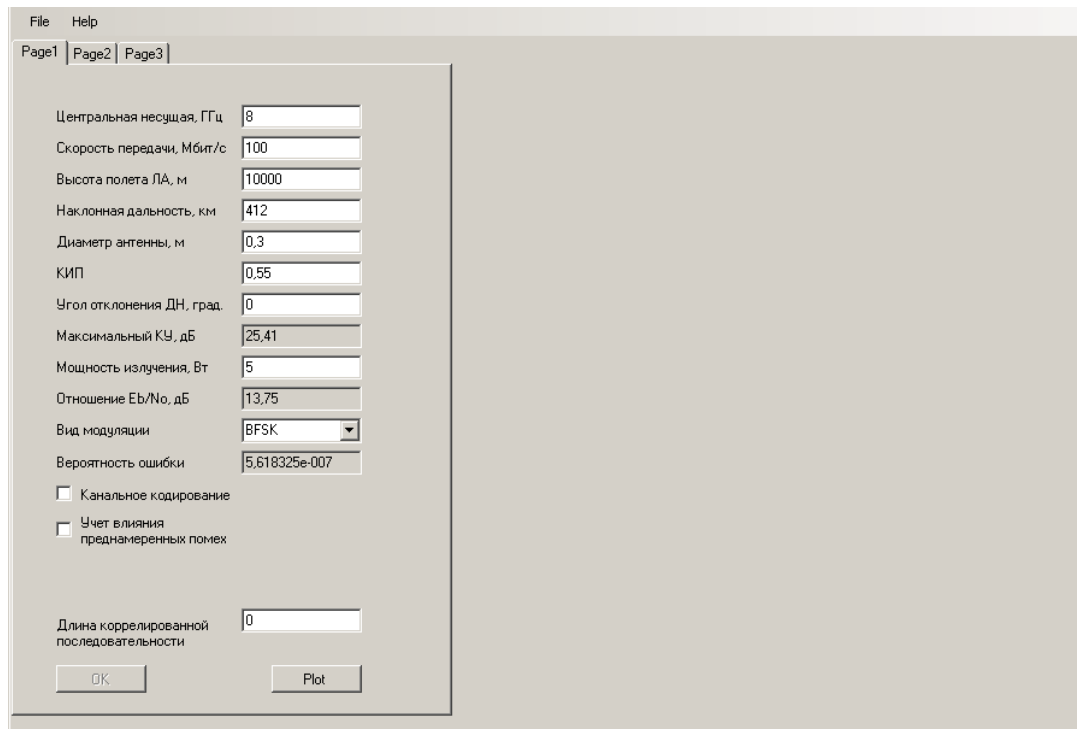 File Help
Page1 Page2 Page3
Центральная несущая, ГГц 8
Скорость передачи, Мбит/с 100
Высота полета ЛА, м 10000
Наклонная дальность, км 412
Диаметр антенны, м 0,3
КИП 0,55
Угол отклонения ДН, град. 0
Максимальный КУ, дБ 25,41
Мощность излучения, Вт 5
Отношение Eb/No, дБ 13,75
Вид модуляции BFSK
Вероятность ошибки 5,618325e-007
Канальное кодирование
Учет влияния
преднамеренных помех
Длина коррелированной 0
последовательности
OK Plot